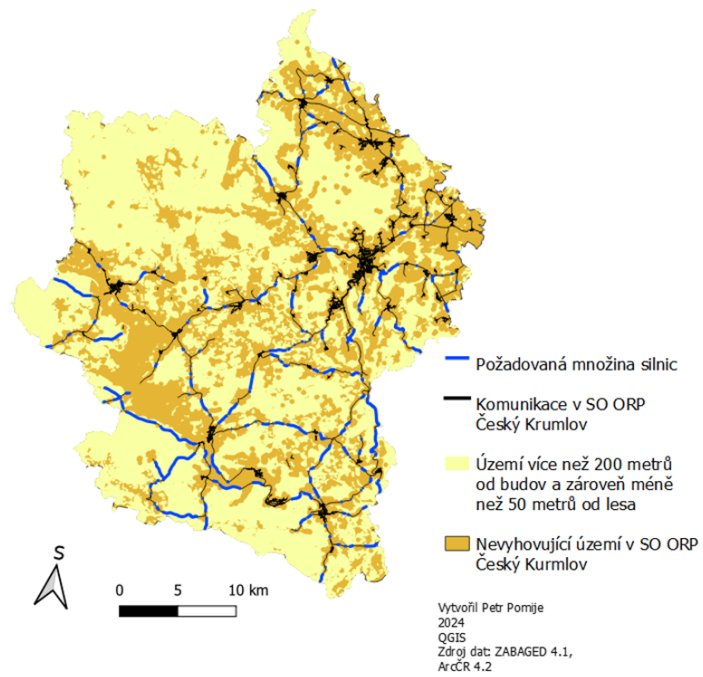 Požadovaná množina silnic
Komunikace v SO ORP
Český Krumlov
Území více než 200 metrů
od budov a zároveň méně
než 50 metrů od lesa
Nevyhovující území v SO ORP
Český Kurmlov
S
0 5 10 km
Vytvořil Petr Pomije
2024
QGIS
Zdroj dat: ZABAGED 4.1,
ArcČR 4.2